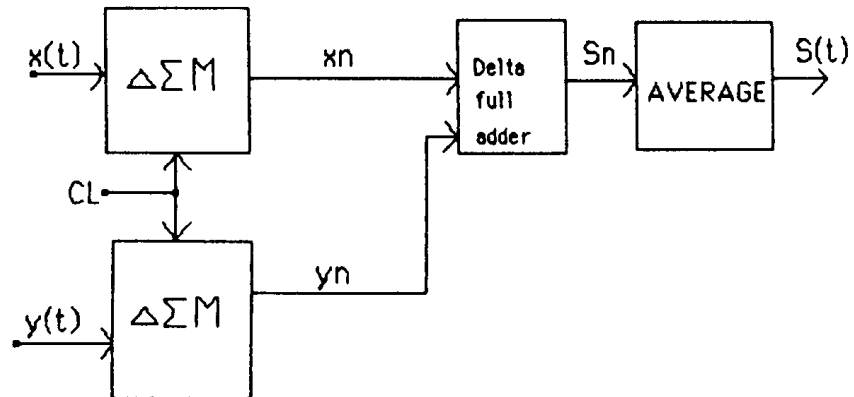 x(t)
ΔΣM
xn
Delta
full
adder
Sn
AVERAGE
S(t)
CL
y(t)
ΔΣM
yn